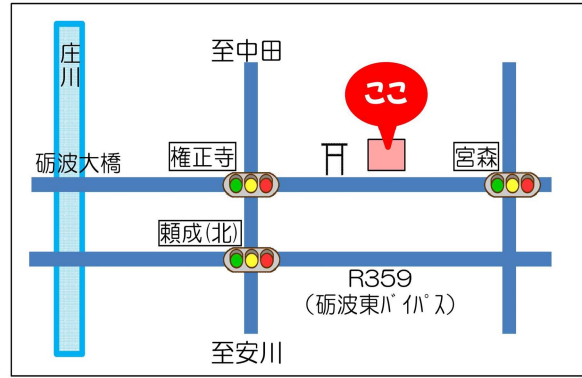 庄川
至中田
ここ
砺波大橋
権正寺
宮森
頼成(北)
R359
(砺波東バイパス)
至安川